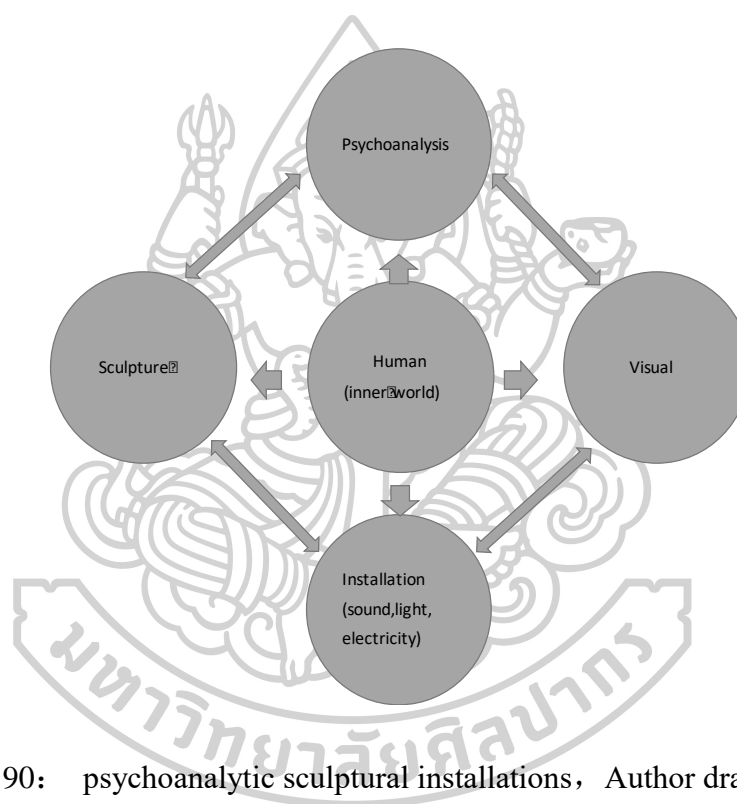 Psychoanalysis
Sculpture�
Human
(inner�world)
Visual
Installation
(sound,light,
electricity)
มหาวิทยาลัยศิลปากร
90： psychoanalytic sculptural installations，Author dra